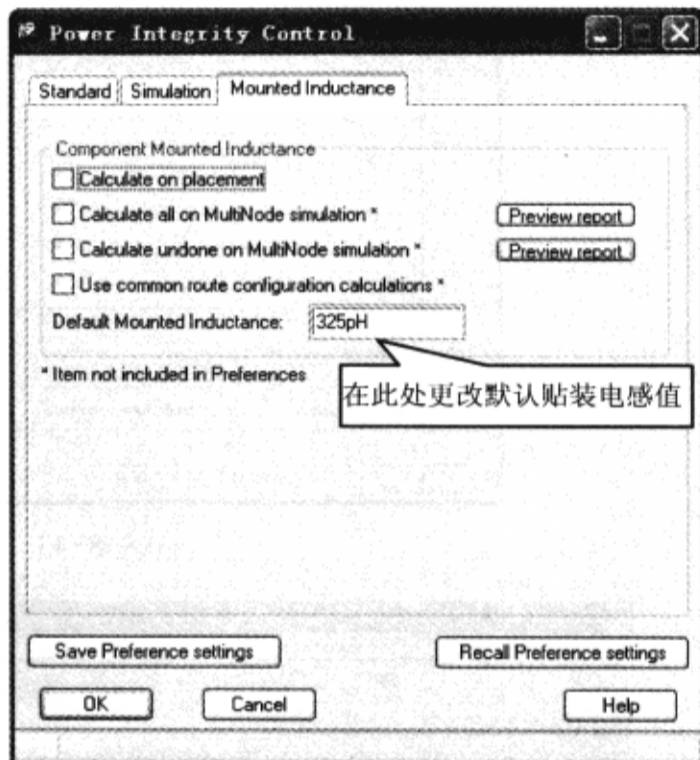 Power Integrity Control
Standard
Simulation
Mounted Inductance
Component Mounted Inductance
Calculate on placement
Calculate all on MultiNode simulation *
Preview report
Calculate undone on MultiNode simulation *
Preview report
Use common route configuration calculations *
Default Mounted Inductance:
325pH
* Item not included in Preferences
在此处更改默认贴装电感值
Save Preference settings
Recall Preference settings
OK
Cancel
Help